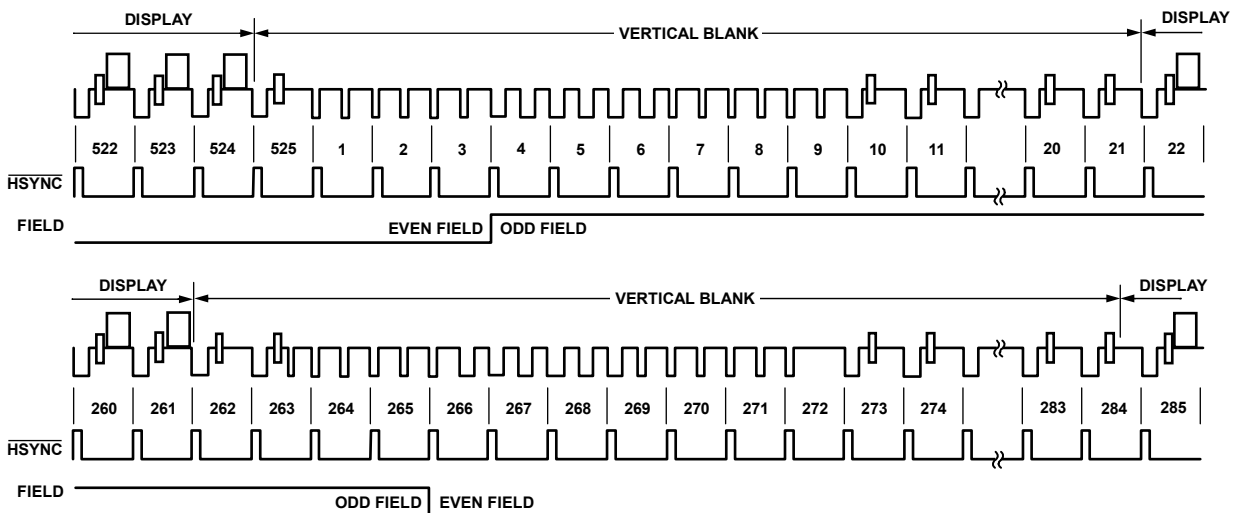 DISPLAY VERTICAL BLANK DISPLAY
522 523 524 525 1 2 3 4 5 6 7 8 9 10 11 20 21 22
HSYNC
FIELD EVEN FIELD ODD FIELD
DISPLAY VERTICAL BLANK DISPLAY
260 261 262 263 264 265 266 267 268 269 270 271 272 273 274 283 284 285
HSYNC
FIELD ODD FIELD EVEN FIELD